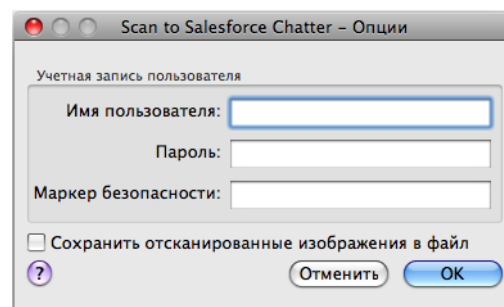 Scan to Salesforce Chatter – Опции
Учетная запись пользователя
Имя пользователя:
Пароль:
Маркер безопасности:
Сохранить отсканированные изображения в файл
? Отменить OK